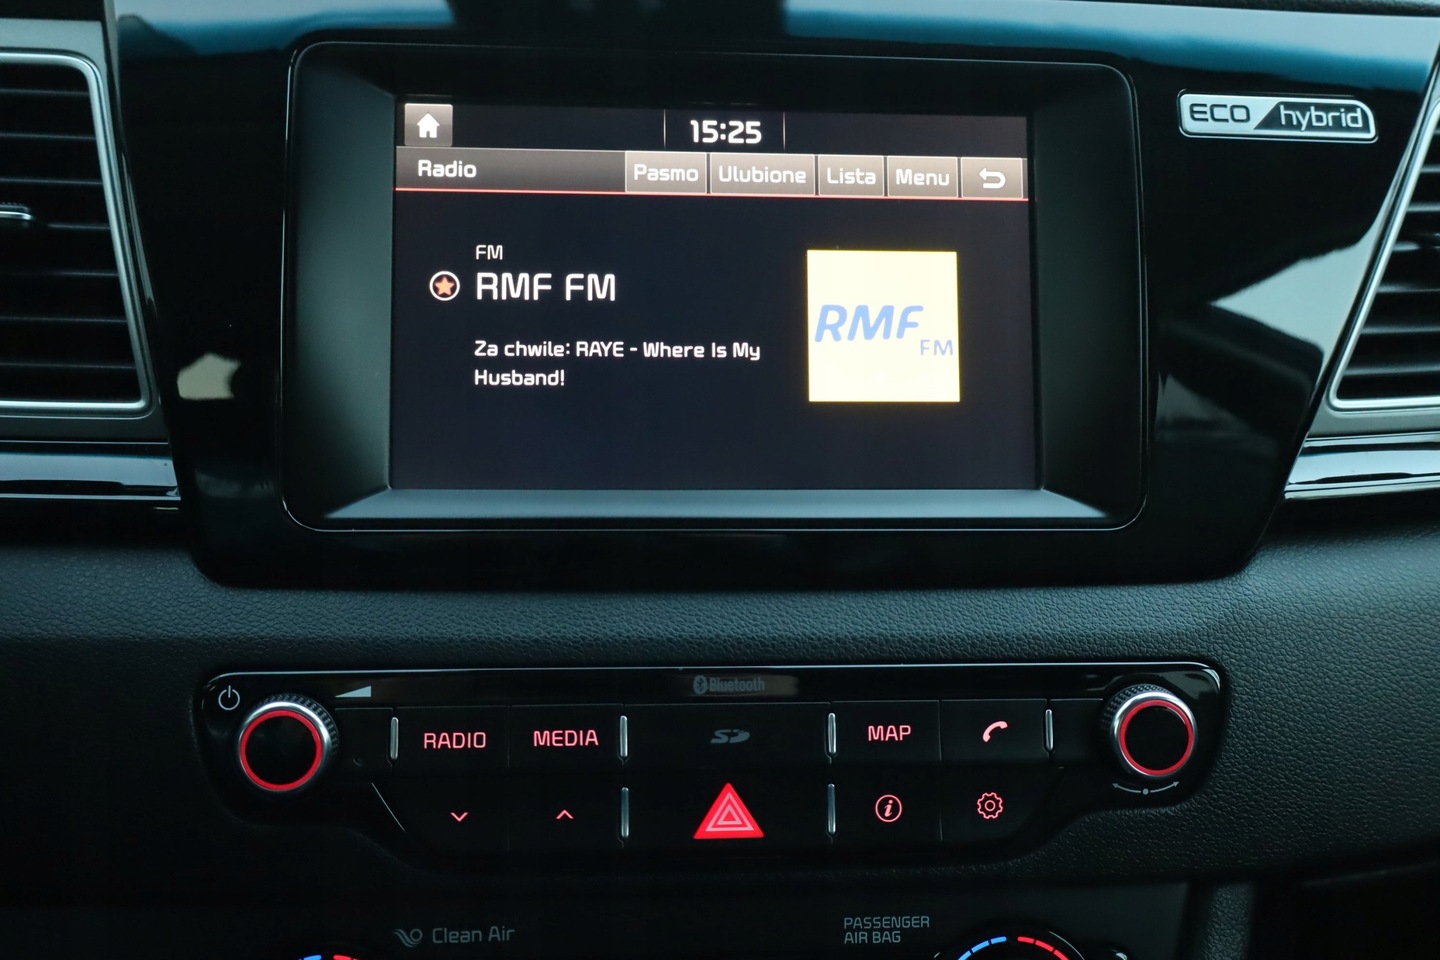 15:25
ECO hybrid
Radio Pasmo Ulubione Lista Menu
FM
RMF FM
Za chwile: RAYE - Where Is My
Husband!
RMF
FM
Bluetooth
RADIO MEDIA SD MAP
Clean Air
PASSENGER
AIR BAG